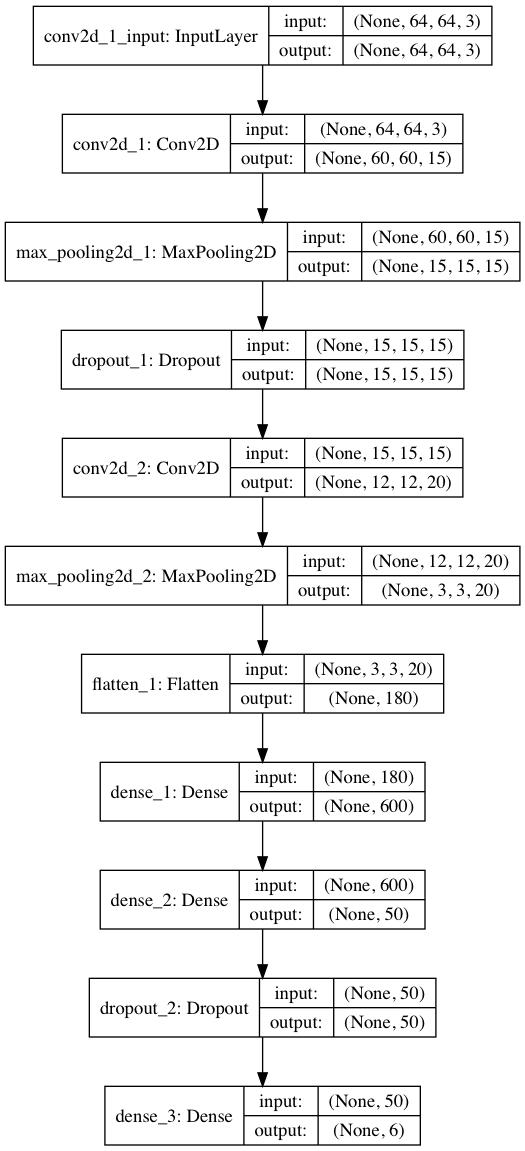 conv2d_1_input: InputLayer
input: (None, 64, 64, 3)
output: (None, 64, 64, 3)
conv2d_1: Conv2D
input: (None, 64, 64, 3)
output: (None, 60, 60, 15)
max_pooling2d_1: MaxPooling2D
input: (None, 60, 60, 15)
output: (None, 15, 15, 15)
dropout_1: Dropout
input: (None, 15, 15, 15)
output: (None, 15, 15, 15)
conv2d_2: Conv2D
input: (None, 15, 15, 15)
output: (None, 12, 12, 20)
max_pooling2d_2: MaxPooling2D
input: (None, 12, 12, 20)
output: (None, 3, 3, 20)
flatten_1: Flatten
input: (None, 3, 3, 20)
output: (None, 180)
dense_1: Dense
input: (None, 180)
output: (None, 600)
dense_2: Dense
input: (None, 600)
output: (None, 50)
dropout_2: Dropout
input: (None, 50)
output: (None, 50)
dense_3: Dense
input: (None, 50)
output: (None, 6)